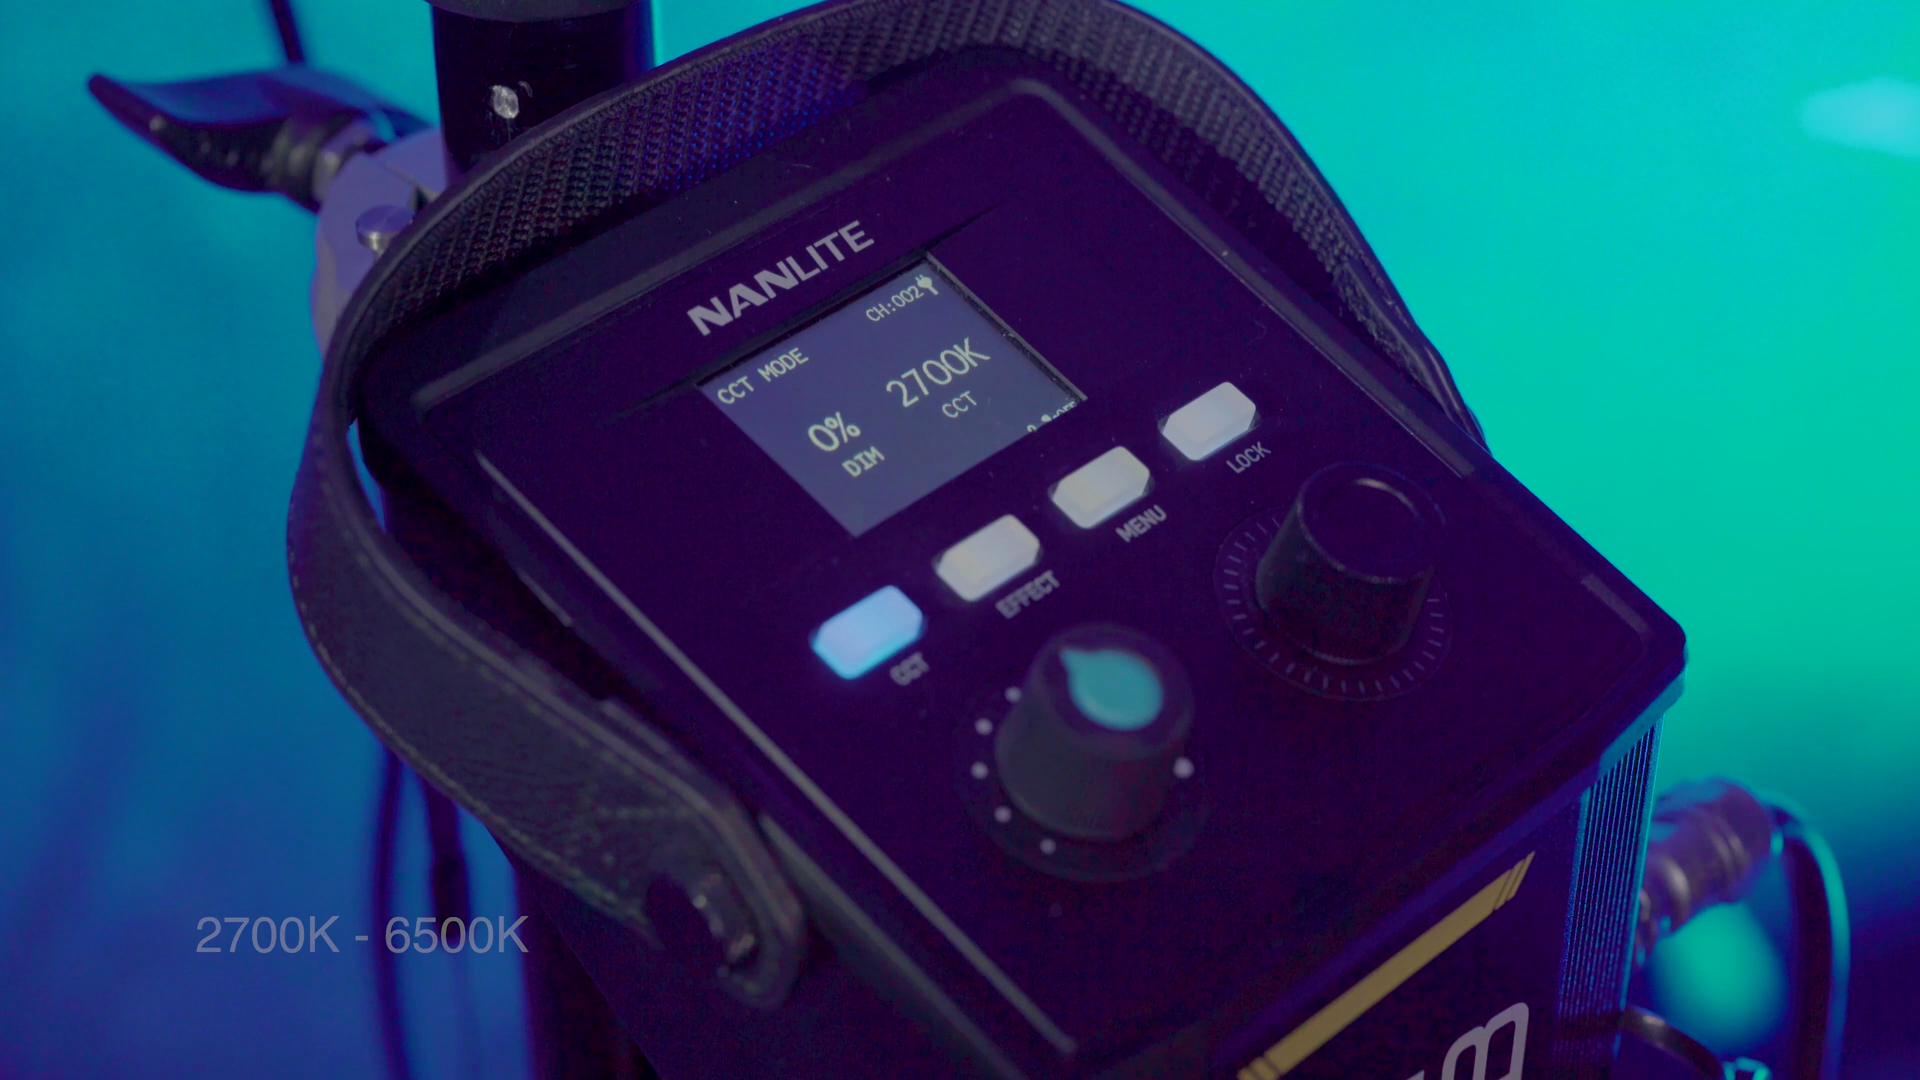 NANLITE
CH:002
CCT MODE
0%
2700K
DIM
CCT
CCT
EFFECT
MENU
LOCK
2700K - 6500K